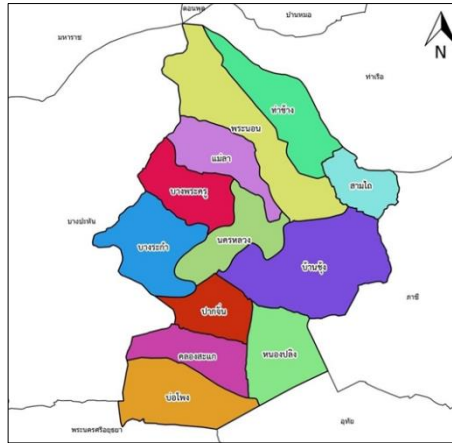 ดอนพุด
บ้านหมอ
มหาราช
N
ท่าเรือ
ท่าช้าง
พระนอน
แม่ลา
สามไถ
บางพระครู
บางปะหัน
นครหลวง
บางระกำ
บ้านชุ้ง
ภาชี
ปากจั่น
หนองปลิง
คลองสะแก
บ่อโพง
พระนครศรีอยุธยา
อุทัย